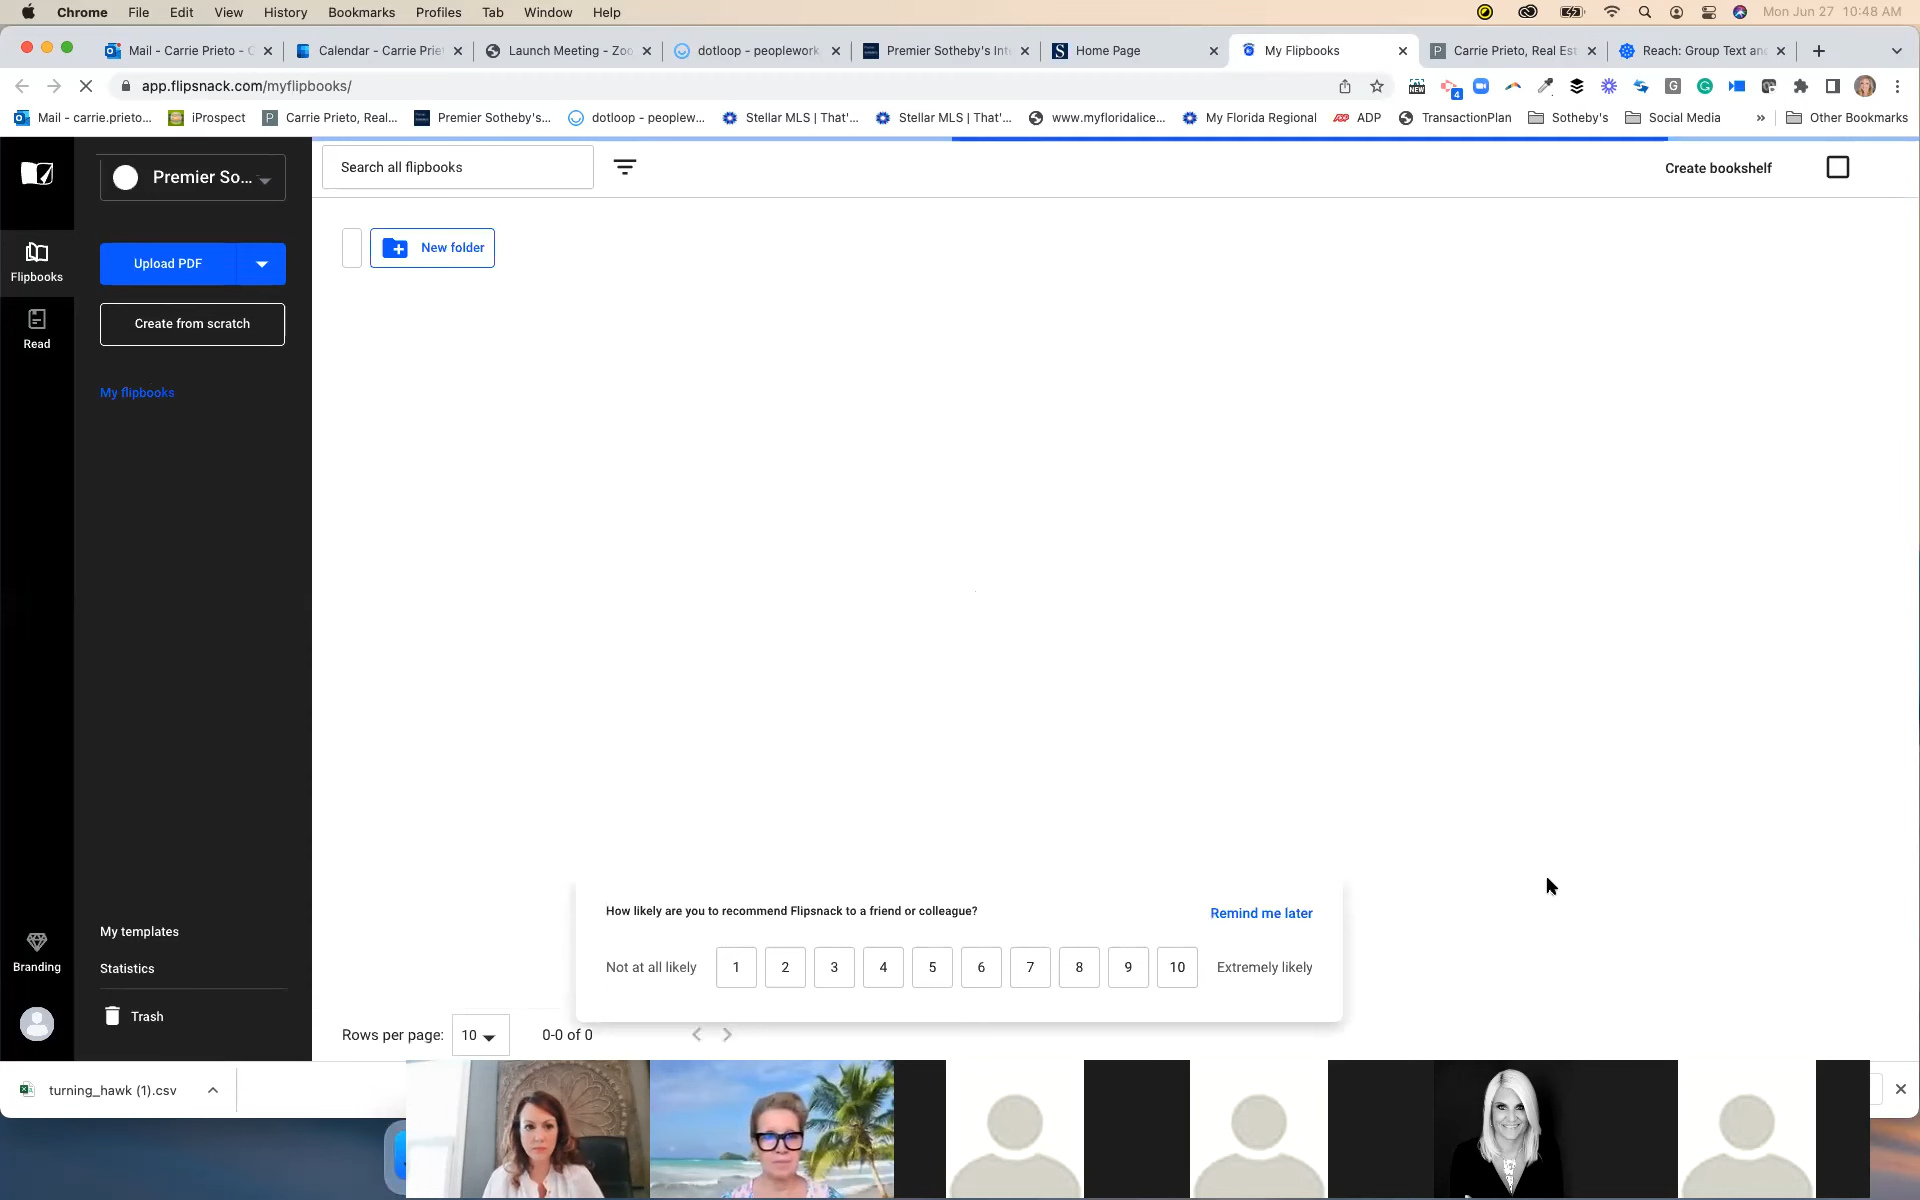 Chrome File Edit View History Bookmarks Profiles Tab Window Help Mon Jun 27 10:48 AM
Mail - Carrie Prieto - Calendar - Carrie Launch Meeting - dotloop - peoplework Premier Sotheby's Int Home Page My Flipbooks Carrie Prieto, Real Est Reach: Group Text an
app.flipsnack.com/myflipbooks/ NEW 4
Mail - carrie.prieto... iProspect Carrie Prieto, Real... Premier Sotheby's... dotloop - peoplew... Stellar MLS | That'... Stellar MLS | That'... www.myfloridalice... My Florida Regional ADP TransactionPlan Sotheby's Social Media » Other Bookmarks
Premier So... Search all flipbooks Create bookshelf
New folder
Upload PDF
Flipbooks
Create from scratch
Read
My flipbooks
How likely are you to recommend Flipsnack to a friend or colleague? Remind me later
My templates
Not at all likely 1 2 3 4 5 6 7 8 9 10 Extremely likely
Branding
Statistics
Trash
Rows per page: 10 0-0 of 0
turning_hawk (1).csv